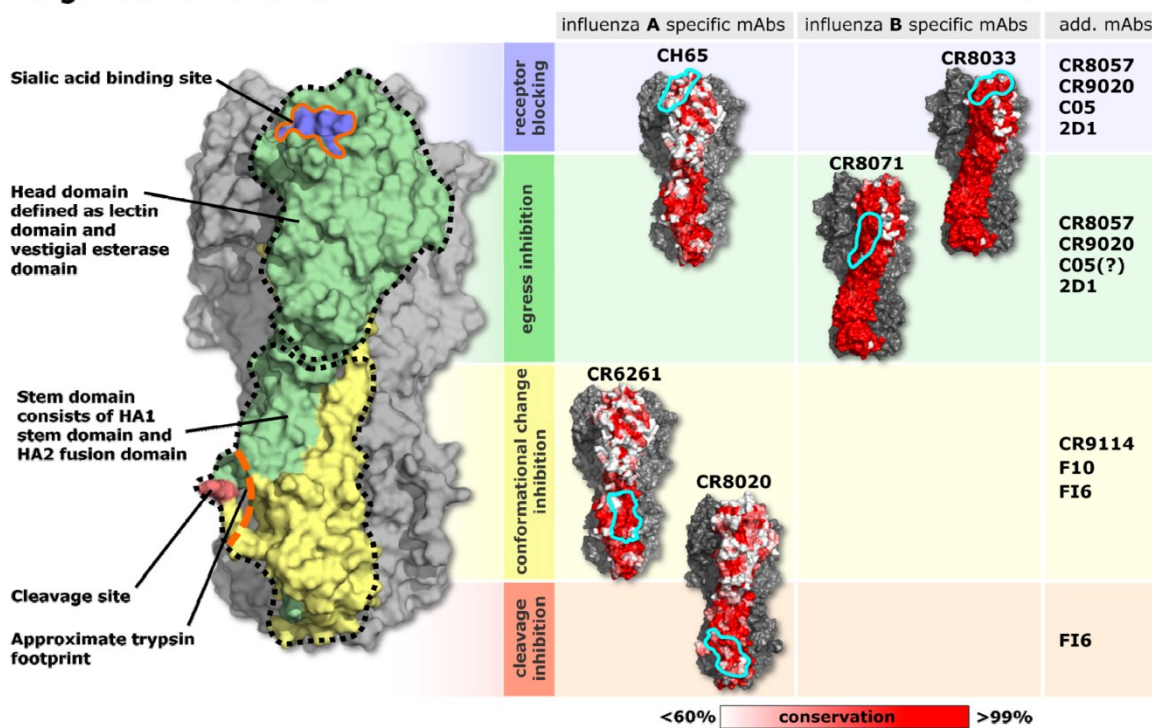 influenza A specific mAbs
influenza B specific mAbs
add. mAbs
Sialic acid binding site
Head domain
defined as lectin
domain and
vestigial esterase
domain
Stem domain
consists of HA1
stem domain and
HA2 fusion domain
Cleavage site
Approximate trypsin
footprint
receptor
blocking
CH65
CR8033
CR8057
CR9020
C05
2D1
egress inhibition
CR8071
CR8057
CR9020
C05(?)
2D1
conformational change
inhibition
CR6261
CR8020
CR9114
F10
FI6
cleavage
inhibition
FI6
<60%
conservation
>99%